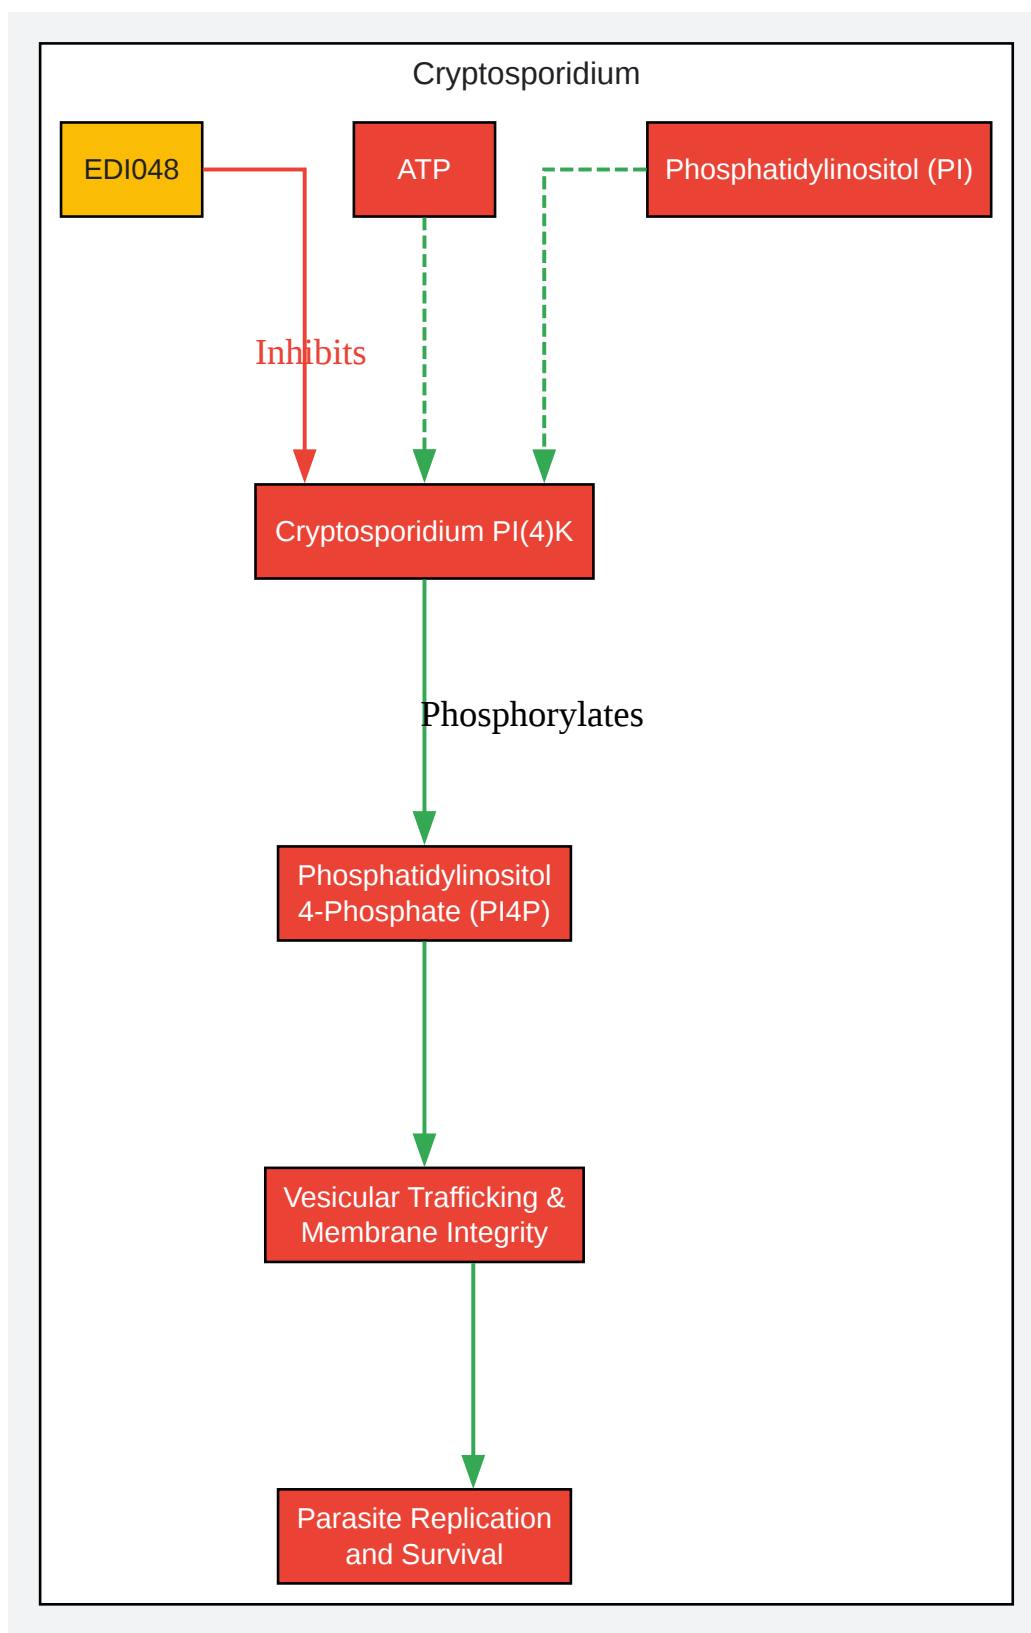 Cryptosporidium
EDI048
ATP
Phosphatidylinositol (PI)
Inhibits
Cryptosporidium PI(4)K
Phosphorylates
Phosphatidylinositol
4-Phosphate (PI4P)
Vesicular Trafficking &
Membrane Integrity
Parasite Replication
and Survival